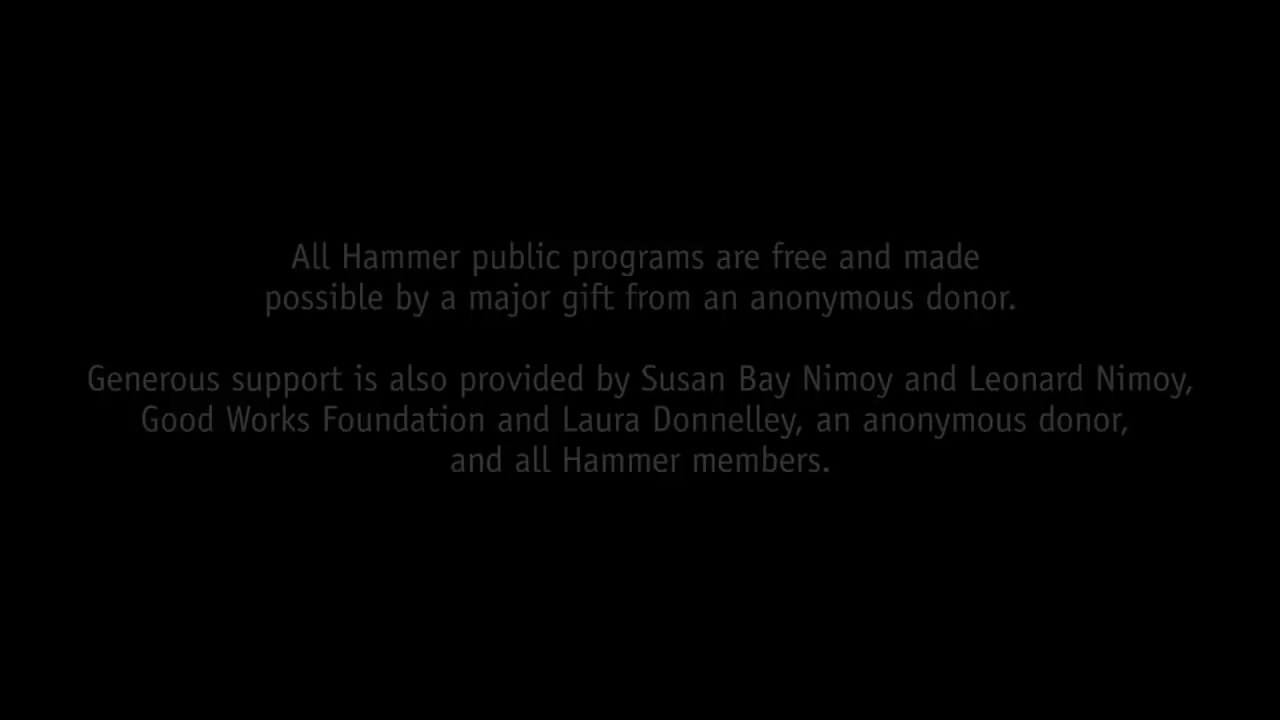 All Hammer public programs are free and made
possible by a major gift from an anonymous donor.
Generous support is also provided by Susan Bay Nimoy and Leonard Nimoy,
Good Works Foundation and Laura Donnelley, an anonymous donor,
and all Hammer members.